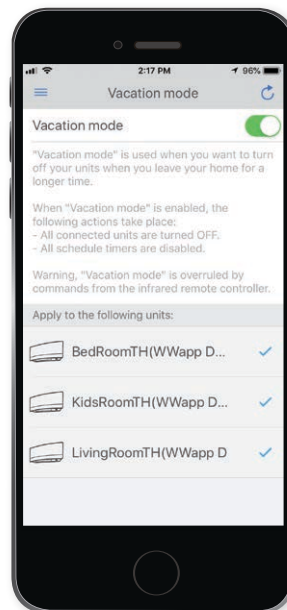 2:17 PM
96%
Vacation mode
Vacation mode
"Vacation mode" is used when you want to turn
off your units when you leave your home for a
longer time.
When "Vacation mode" is enabled, the
following actions take place:
- All connected units are turned OFF.
- All schedule timers are disabled.
Warning, "Vacation mode" is overruled by
commands from the infrared remote controller.
Apply to the following units:
BedRoomTH(WWapp D...
KidsRoomTH(WWapp D...
LivingRoomTH(WWapp D